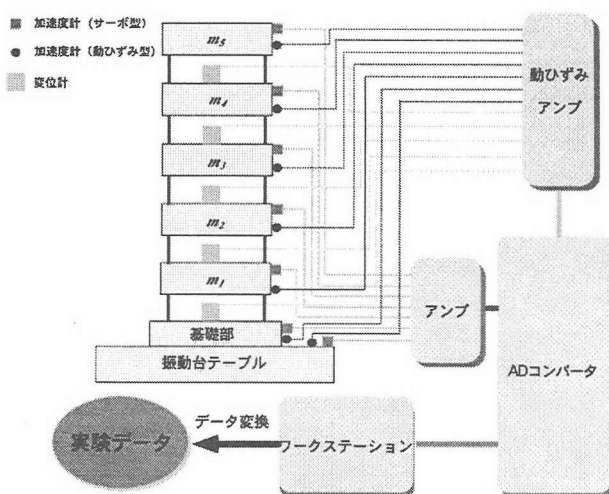 加速度計（サーボ型）
加速度計（動ひずみ型）
変位計
m5
m4
m3
m2
m1
基礎部
振動台テーブル
動ひずみ
アンプ
アンプ
ADコンバータ
ワークステーション
データ変換
実験データ